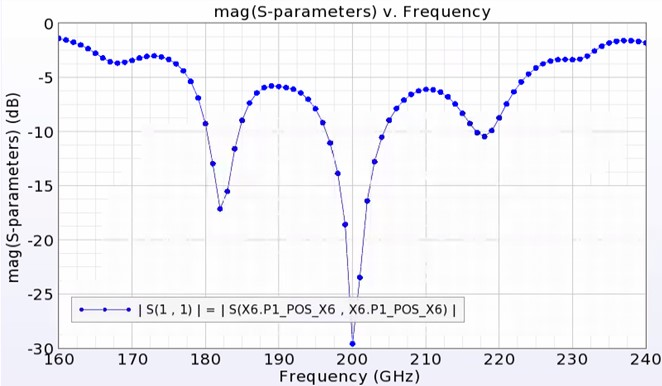 mag(S-parameters) v. Frequency
mag(S-parameters) (dB)
0
-5
-10
-15
-20
-25
-30
| S(1 , 1) | = | S(X6.P1_POS_X6 , X6.P1_POS_X6) |
160 170 180 190 200 210 220 230 240
Frequency (GHz)